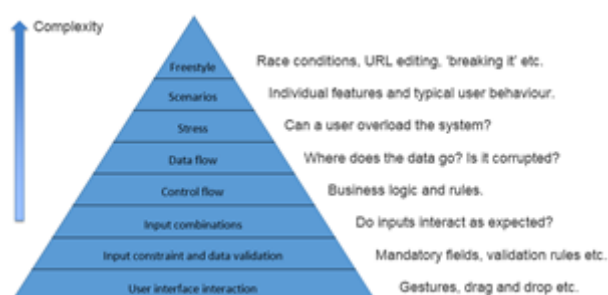 Complexity
Freestyle
Race conditions, URL editing, 'breaking it' etc.
Scenarios
Individual features and typical user behaviour.
Stress
Can a user overload the system?
Data flow
Where does the data go? Is it corrupted?
Control flow
Business logic and rules.
Input combinations
Do inputs interact as expected?
Input constraint and data validation
Mandatory fields, validation rules etc.
User interface interaction
Gestures, drag and drop etc.